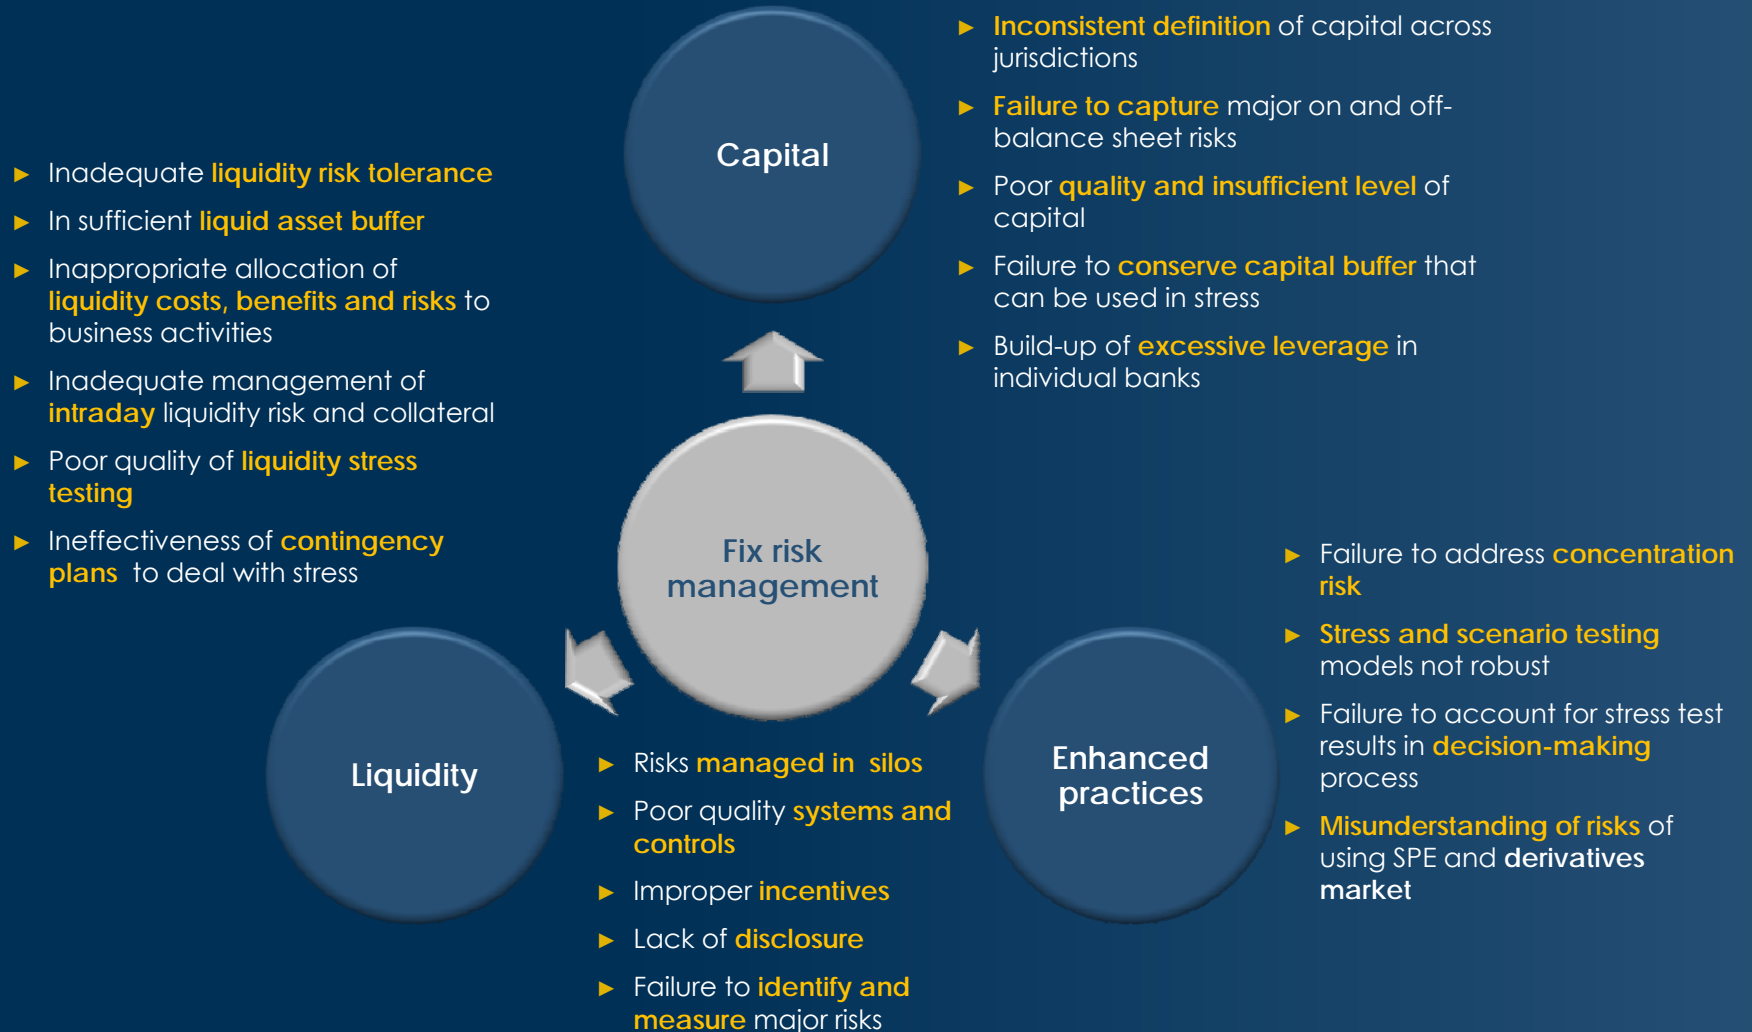 ► Inconsistent definition of capital across
jurisdictions
► Failure to capture major on and off-
balance sheet risks
► Poor quality and insufficient level of
capital
► Failure to conserve capital buffer that
can be used in stress
► Build-up of excessive leverage in
individual banks
Capital
► Inadequate liquidity risk tolerance
► In sufficient liquid asset buffer
► Inappropriate allocation of
liquidity costs, benefits and risks to
business activities
► Inadequate management of
intraday liquidity risk and collateral
► Poor quality of liquidity stress
testing
► Ineffectiveness of contingency
plans  to deal with stress
Fix risk
management
► Failure to address concentration
risk
► Stress and scenario testing
models not robust
► Failure to account for stress test
results in decision-making
process
► Misunderstanding of risks of
using SPE and derivatives
market
Liquidity
Enhanced
practices
► Risks managed in  silos
► Poor quality systems and
controls
► Improper incentives
► Lack of disclosure
► Failure to identify and
measure major risks